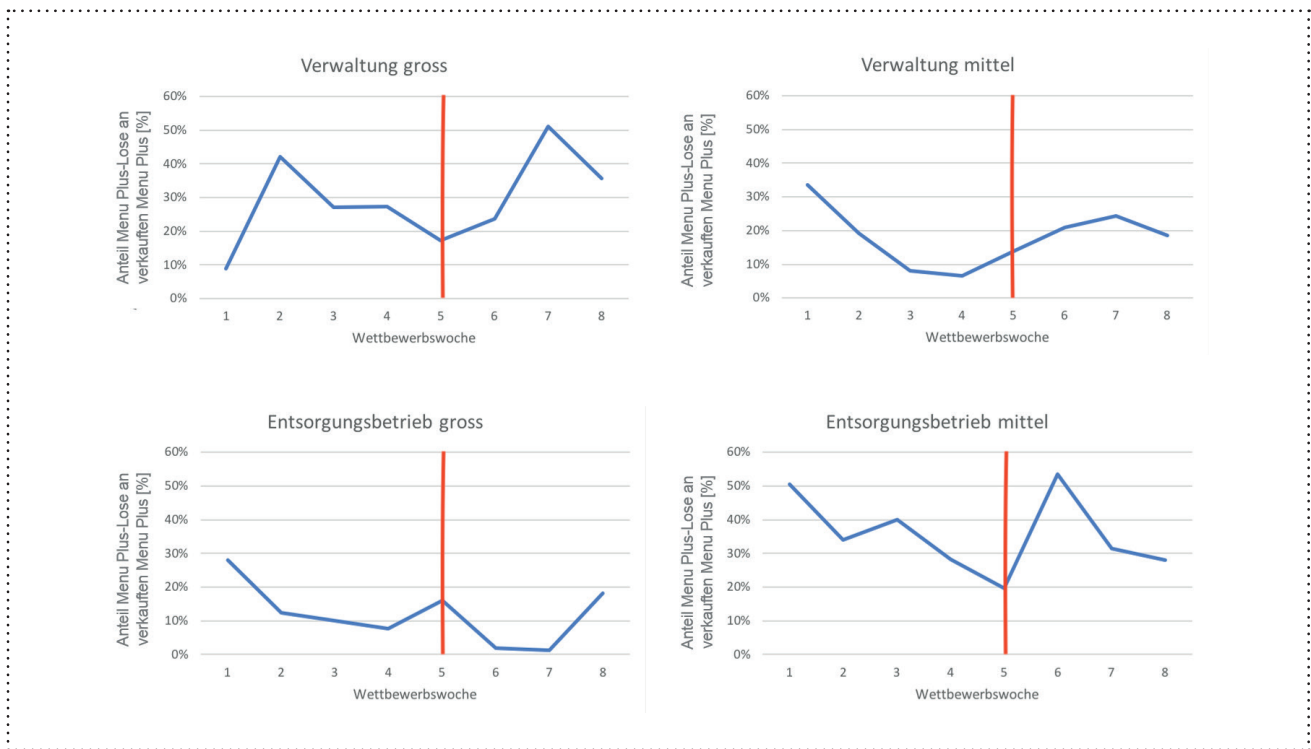 Verwaltung gross
Anteil Menu Plus-Lose an
verkauften Menu Plus [%]
60%
50%
40%
30%
20%
10%
0%
1 2 3 4 5 6 7 8
Wettbewerbswoche
Verwaltung mittel
Anteil Menu Plus-Lose an
verkauften Menu Plus [%]
60%
50%
40%
30%
20%
10%
0%
1 2 3 4 5 6 7 8
Wettbewerbswoche
Entsorgungsbetrieb gross
Anteil Menu Plus-Lose an
verkauften Menu Plus [%]
60%
50%
40%
30%
20%
10%
0%
1 2 3 4 5 6 7 8
Wettbewerbswoche
Entsorgungsbetrieb mittel
Anteil Menu Plus-Lose an
verkauften Menu Plus [%]
60%
50%
40%
30%
20%
10%
0%
1 2 3 4 5 6 7 8
Wettbewerbswoche